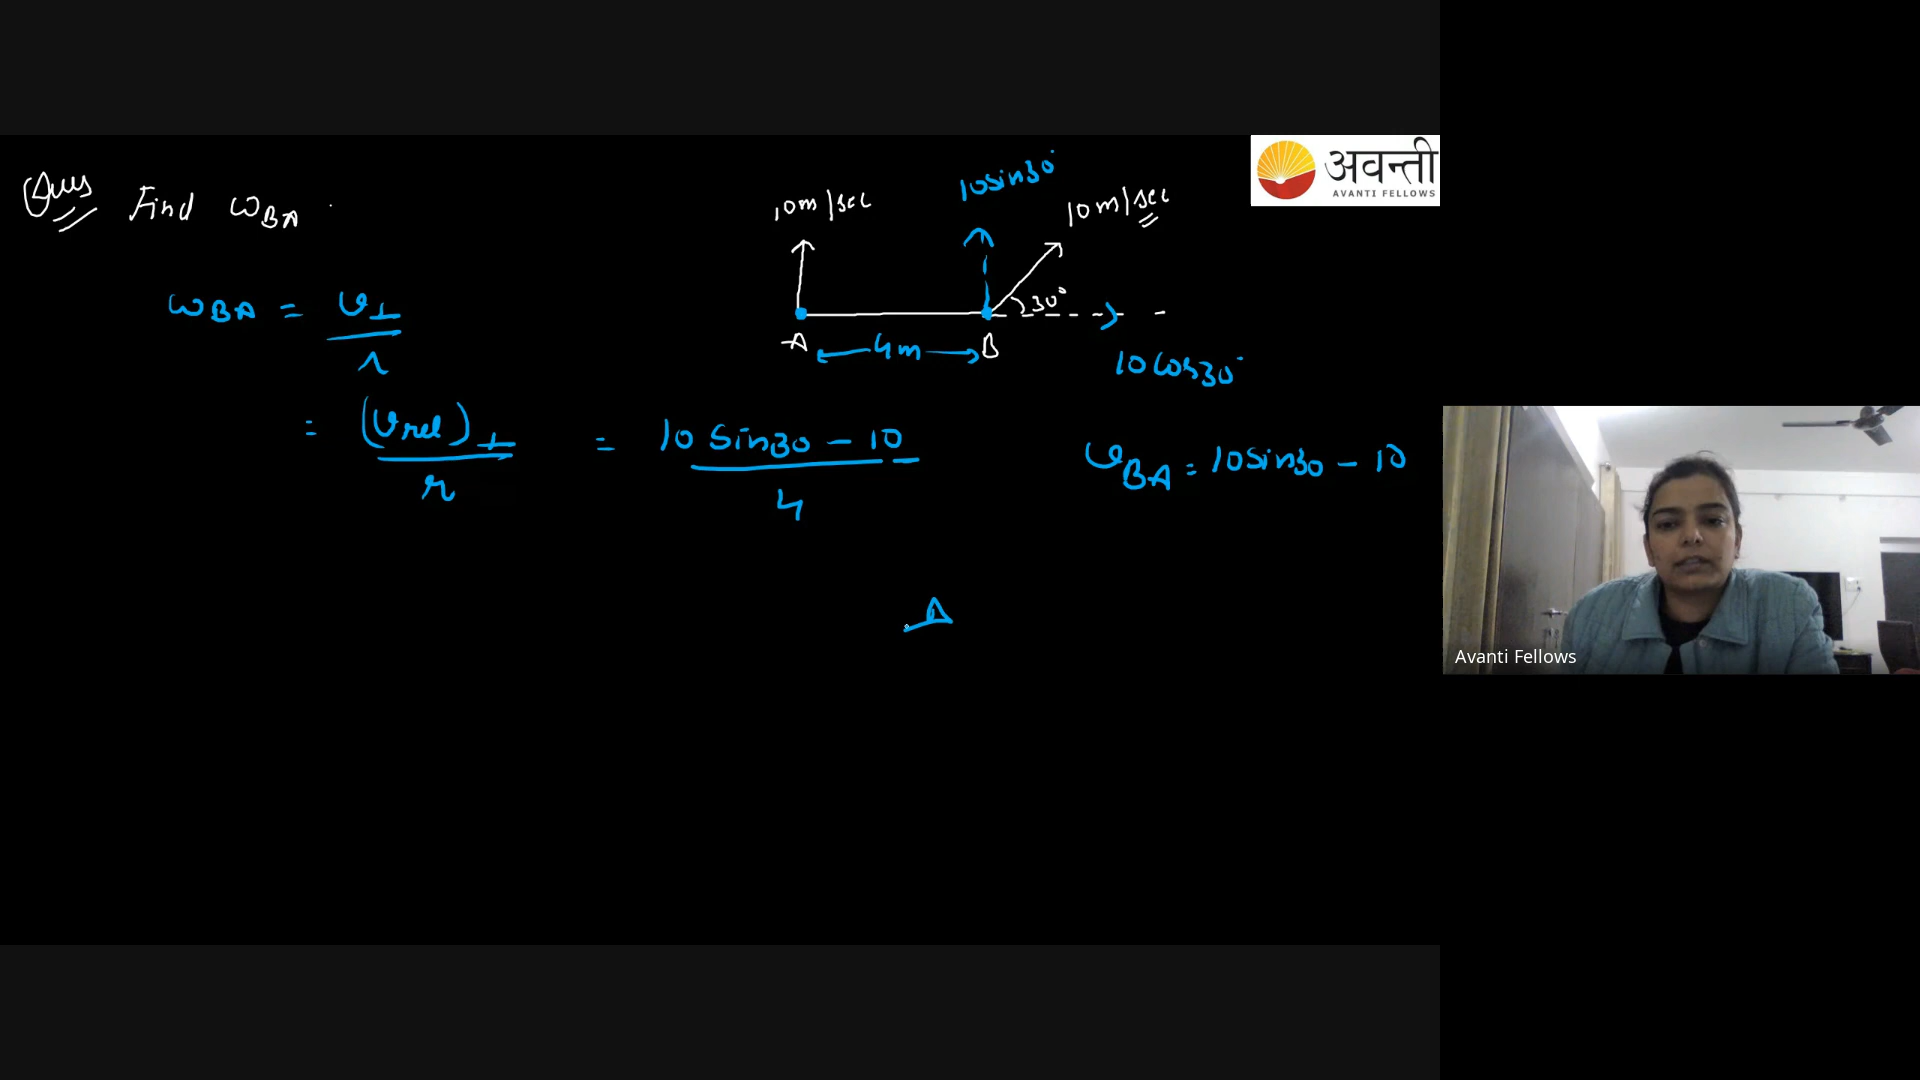 Ques Find ωBA
10m/sec
10sin30°
10m/sec
30°
A 4m B
10cos30°
ωBA = v⊥/r
= (vrel)⊥/r = 10 sin30 - 10/4
vBA = 10sin30 - 10
अवन्ती
AVANTI FELLOWS
Avanti Fellows